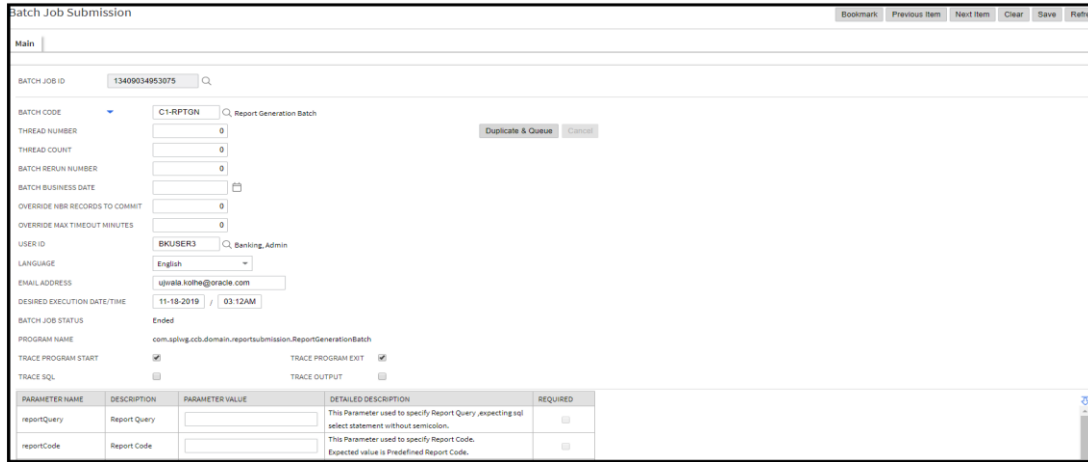 Batch Job Submission
Bookmark Previous Item Next Item Clear Save Refre
Main
BATCH JOB ID 13409034953075
BATCH CODE C1-RPTGN Report Generation Batch
THREAD NUMBER 0 Duplicate & Queue Cancel
THREAD COUNT 0
BATCH RERUN NUMBER 0
BATCH BUSINESS DATE
OVERRIDE NBR RECORDS TO COMMIT 0
OVERRIDE MAX TIMEOUT MINUTES 0
USER ID BKUSER3 Banking, Admin
LANGUAGE English
EMAIL ADDRESS ujwala.kolhe@oracle.com
DESIRED EXECUTION DATE/TIME 11-18-2019 / 03:12AM
BATCH JOB STATUS Ended
PROGRAM NAME com.splwg.ccb.domain.reportsubmission.ReportGenerationBatch
TRACE PROGRAM START TRACE PROGRAM EXIT
TRACE SQL TRACE OUTPUT
PARAMETER NAME DESCRIPTION PARAMETER VALUE DETAILED DESCRIPTION REQUIRED
reportQuery Report Query This Parameter used to specify Report Query ,expecting sql
select statement without semicolon.
reportCode Report Code This Parameter used to specify Report Code.
Expected value is Predefined Report Code.